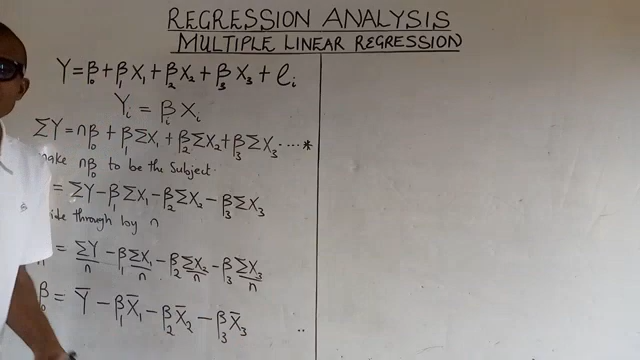 REGRESSION ANALYSIS
MULTIPLE LINEAR REGRESSION
Y = β₀ + β₁X₁ + β₂X₂ + β₃X₃ + eᵢ
Yᵢ = βᵢXᵢ
ΣY = nβ₀ + β₁ΣX₁ + β₂ΣX₂ + β₃ΣX₃ ....*
make nβ₀ to be the Subject.
= ΣY − β₁ΣX₁ − β₂ΣX₂ − β₃ΣX₃
through by n
= ΣY/n − β₁ΣX₁/n − β₂ΣX₂/n − β₃ΣX₃/n
β₀ = Ȳ − β₁X̄₁ − β₂X̄₂ − β₃X̄₃